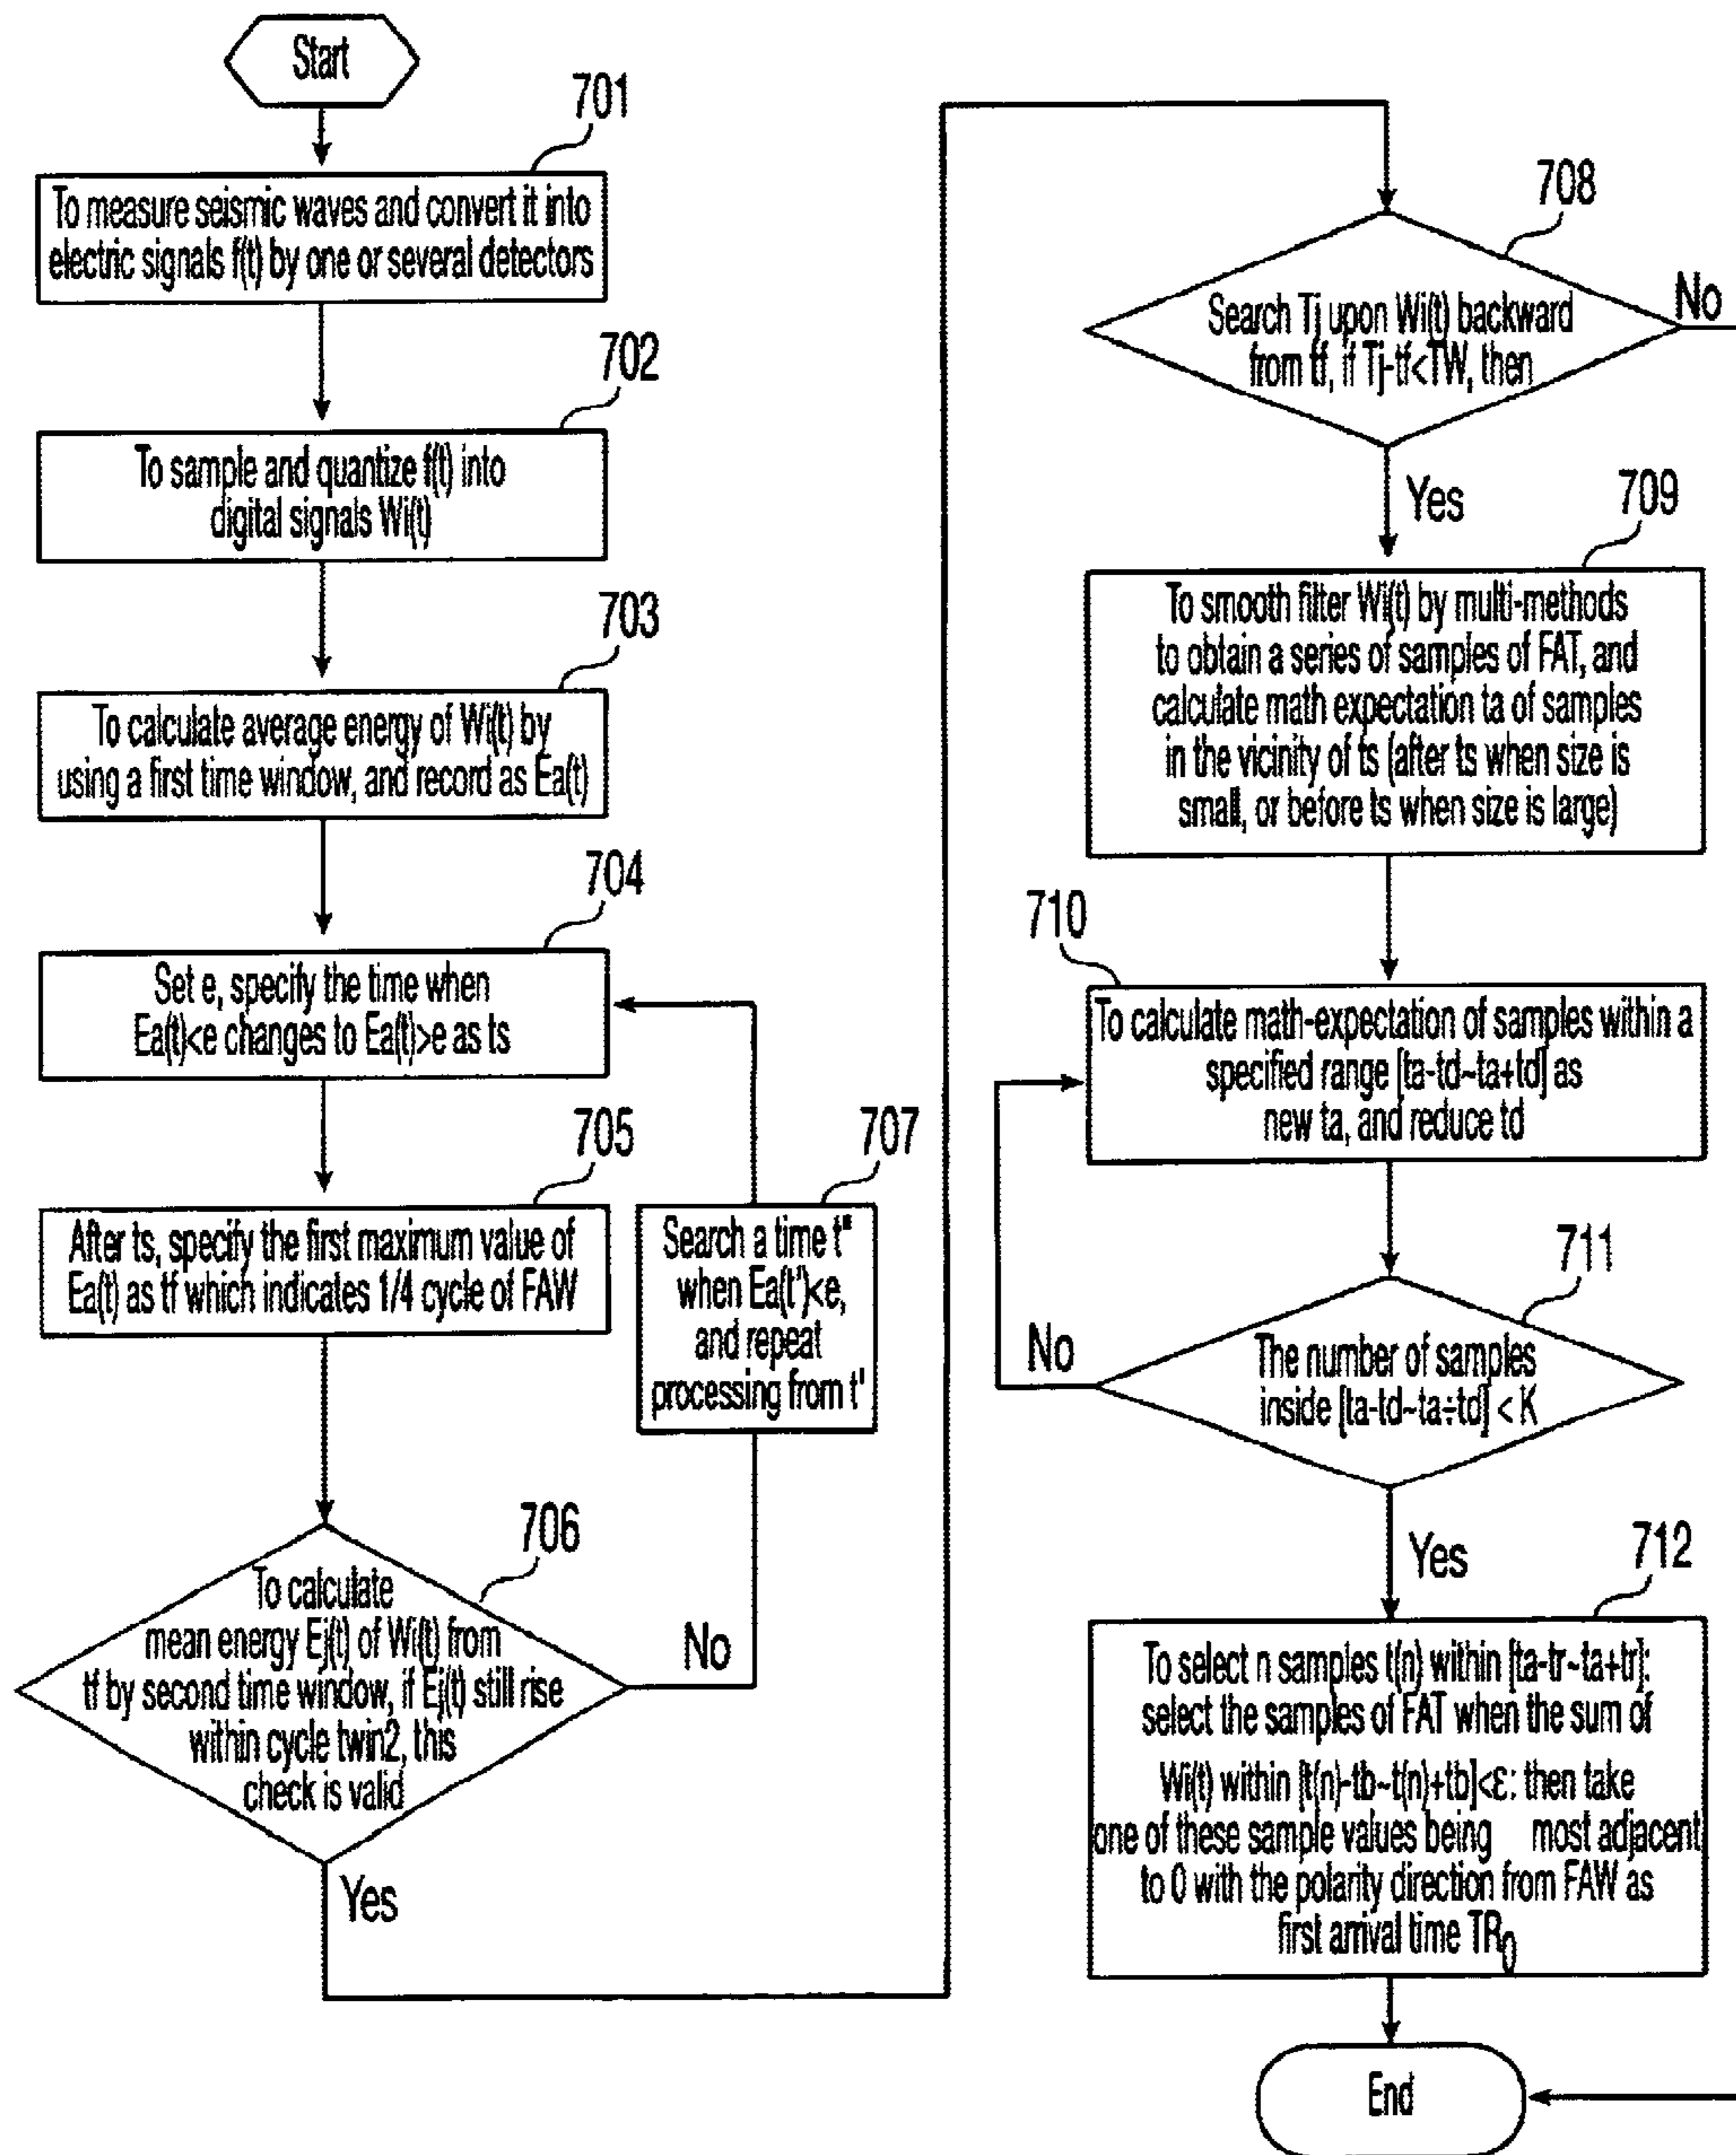 Start
701
To measure seismic waves and convert it into
electric signals f(t) by one or several detectors
702
To sample and quantize f(t) into
digital signals Wi(t)
703
To calculate average energy of Wi(t) by
using a first time window, and record as Ea(t)
704
Set e, specify the time when
Ea(t)<e changes to Ea(t)>e as ts
705
After ts, specify the first maximum value of
Ea(t) as tf which indicates 1/4 cycle of FAW
707
Search a time t"
when Ea(t')<e,
and repeat
processing from t'
706
To calculate
mean energy Ej(t) of Wi(t) from
tf by second time window, if Ej(t) still rise
within cycle twin2, this
check is valid
No
Yes
708
Search Tj upon Wi(t) backward
from tf, if Tj-tf<TW, then
No
Yes
709
To smooth filter Wi(t) by multi-methods
to obtain a series of samples of FAT, and
calculate math expectation ta of samples
in the vicinity of ts (after ts when size is
small, or before ts when size is large)
710
To calculate math-expectation of samples within a
specified range [ta-td~ta+td] as
new ta, and reduce td
711
No
The number of samples
inside [ta-td~ta÷td] < K
Yes
712
To select n samples t(n) within [ta-tr~ta+tr]:
select the samples of FAT when the sum of
Wi(t) within [t(n)-tb~t(n)+tb]<ε: then take
one of these sample values being most adjacent
to 0 with the polarity direction from FAW as
first arrival time TR0
End